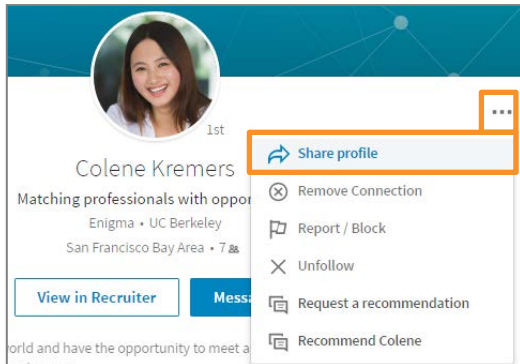 1st
...
Colene Kremers
Matching professionals with oppor
Enigma • UC Berkeley
San Francisco Bay Area • 7
View in Recruiter
Messa
orld and have the opportunity to meet a
Share profile
Remove Connection
Report / Block
Unfollow
Request a recommendation
Recommend Colene